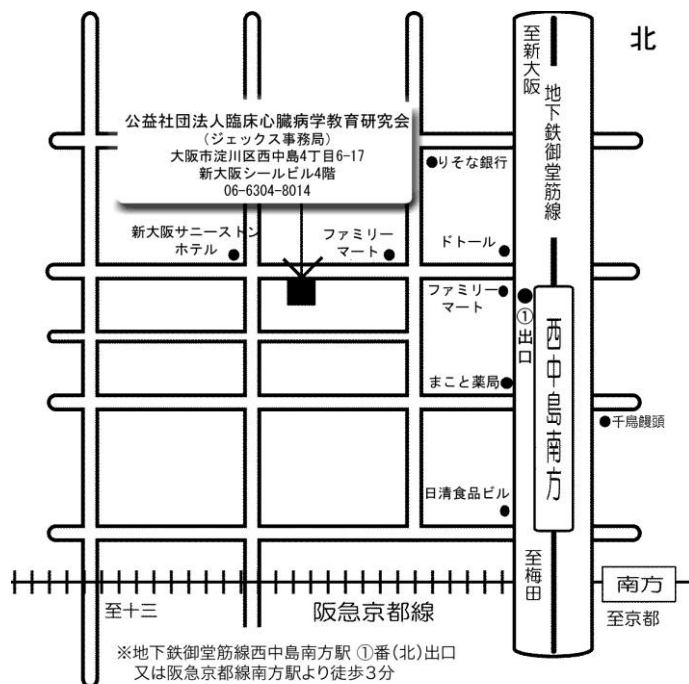 北
至新大阪
地下鉄御堂筋線
公益社団法人臨床心臓病学教育研究会
(ジェックス事務局)
大阪市淀川区西中島4丁目6-17
新大阪シールビル4階
06-6304-8014
りそな銀行
新大阪サニーストン
ホテル
ファミリー
マート
ドトール
ファミリー
マート
①出口
西中島南方
まこと薬局
千鳥饅頭
日清食品ビル
至梅田
南方
至十三
阪急京都線
至京都
※地下鉄御堂筋線西中島南方駅 ①番(北)出口
又は阪急京都線南方駅より徒歩3分